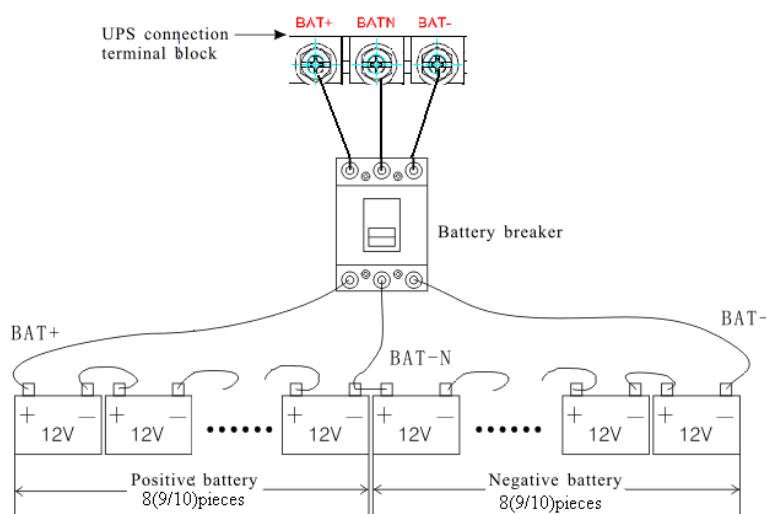 BAT+ BATN BAT-
UPS connection
terminal block
Battery breaker
BAT+
BAT-
BAT-N
+ − + − + − + − + − + −
12V 12V 12V 12V 12V 12V
Positive battery
8(9/10)pieces
Negative battery
8(9/10)pieces